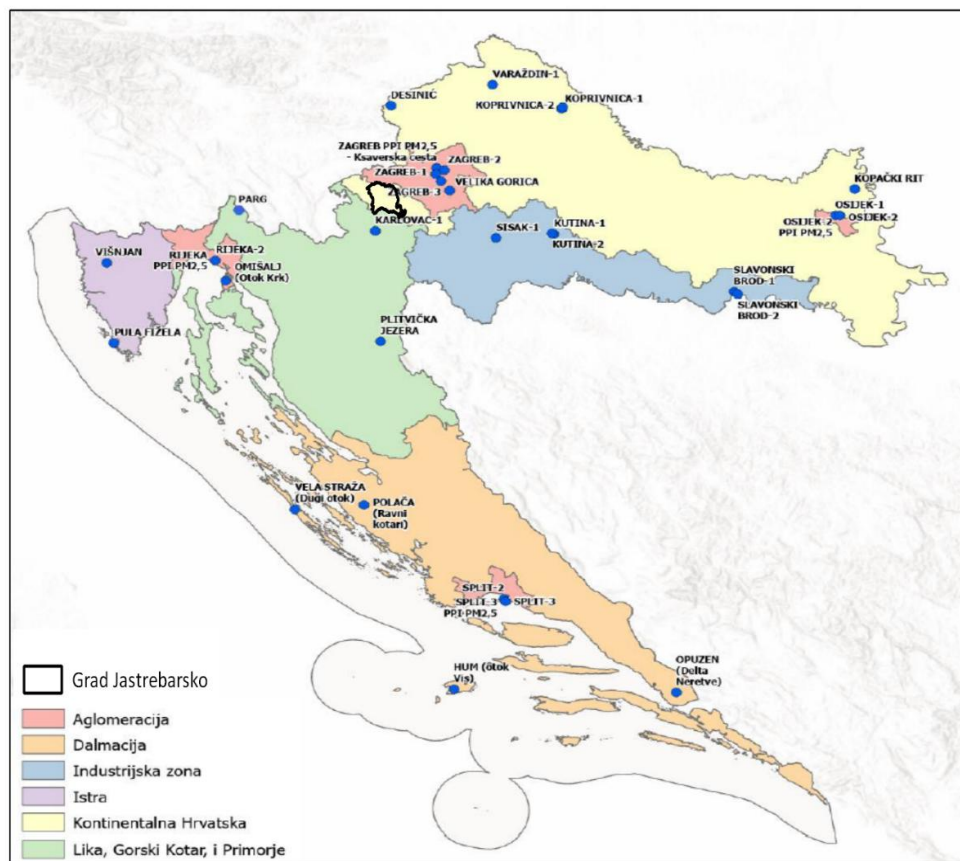 VARAŽDIN-1
DESINIĆ
KOPRIVNICA-1
KOPRIVNICA-2
ZAGREB PPI PM2,5
- Ksaverska cesta
ZAGREB-2
ZAGREB-1
VELIKA GORICA
ZAGREB-3
KOPAČKI RIT
OSIJEK-1
OSIJEK-2
OSIJEK-2
PPI PM2,5
PARG
KARLOVAC-1
SISAK-1
KUTINA-1
KUTINA-2
VIŠNJAN
RIJEKA-2
RIJEKA
PPI PM2,5
OMIŠALJ
(Otok Krk)
SLAVONSKI
BROD-1
SLAVONSKI
BROD-2
PULA FIŽELA
PLITVIČKA
JEZERA
VELA STRAŽA
(Dugi otok)
POLAČA
(Ravni
kotari)
SPLIT-2
SPLIT-3
SPLIT-3
PPI PM2,5
HUM (otok
Vis)
OPUZEN
(Delta
Neretve)
Grad Jastrebarsko
Aglomeracija
Dalmacija
Industrijska zona
Istra
Kontinentalna Hrvatska
Lika, Gorski Kotar, i Primorje